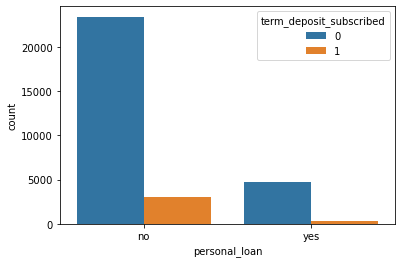 term_deposit_subscribed
0
1
20000
15000
10000
5000
0
count
no
yes
personal_loan